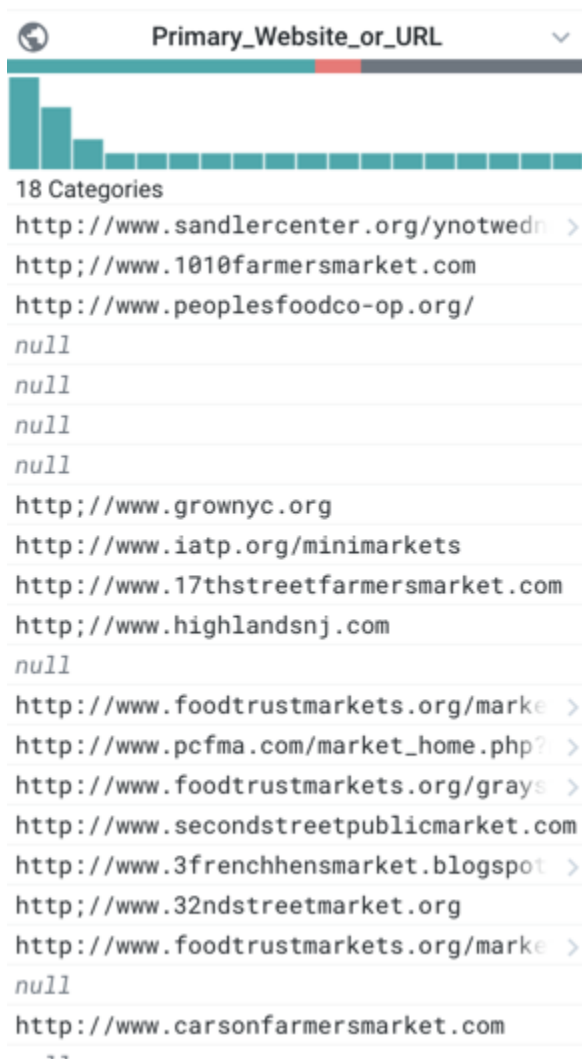 Primary_Website_or_URL
18 Categories
http://www.sandlercenter.org/ynotwedn
http;//www.1010farmersmarket.com
http://www.peoplesfoodco-op.org/
null
null
null
null
http;//www.grownyc.org
http://www.iatp.org/minimarkets
http://www.17thstreetfarmersmarket.com
http;//www.highlandsnj.com
null
http://www.foodtrustmarkets.org/marke
http://www.pcfma.com/market_home.php?
http://www.foodtrustmarkets.org/grays
http://www.secondstreetpublicmarket.com
http://www.3frenchhensmarket.blogspot
http;//www.32ndstreetmarket.org
http://www.foodtrustmarkets.org/marke
null
http://www.carsonfarmersmarket.com